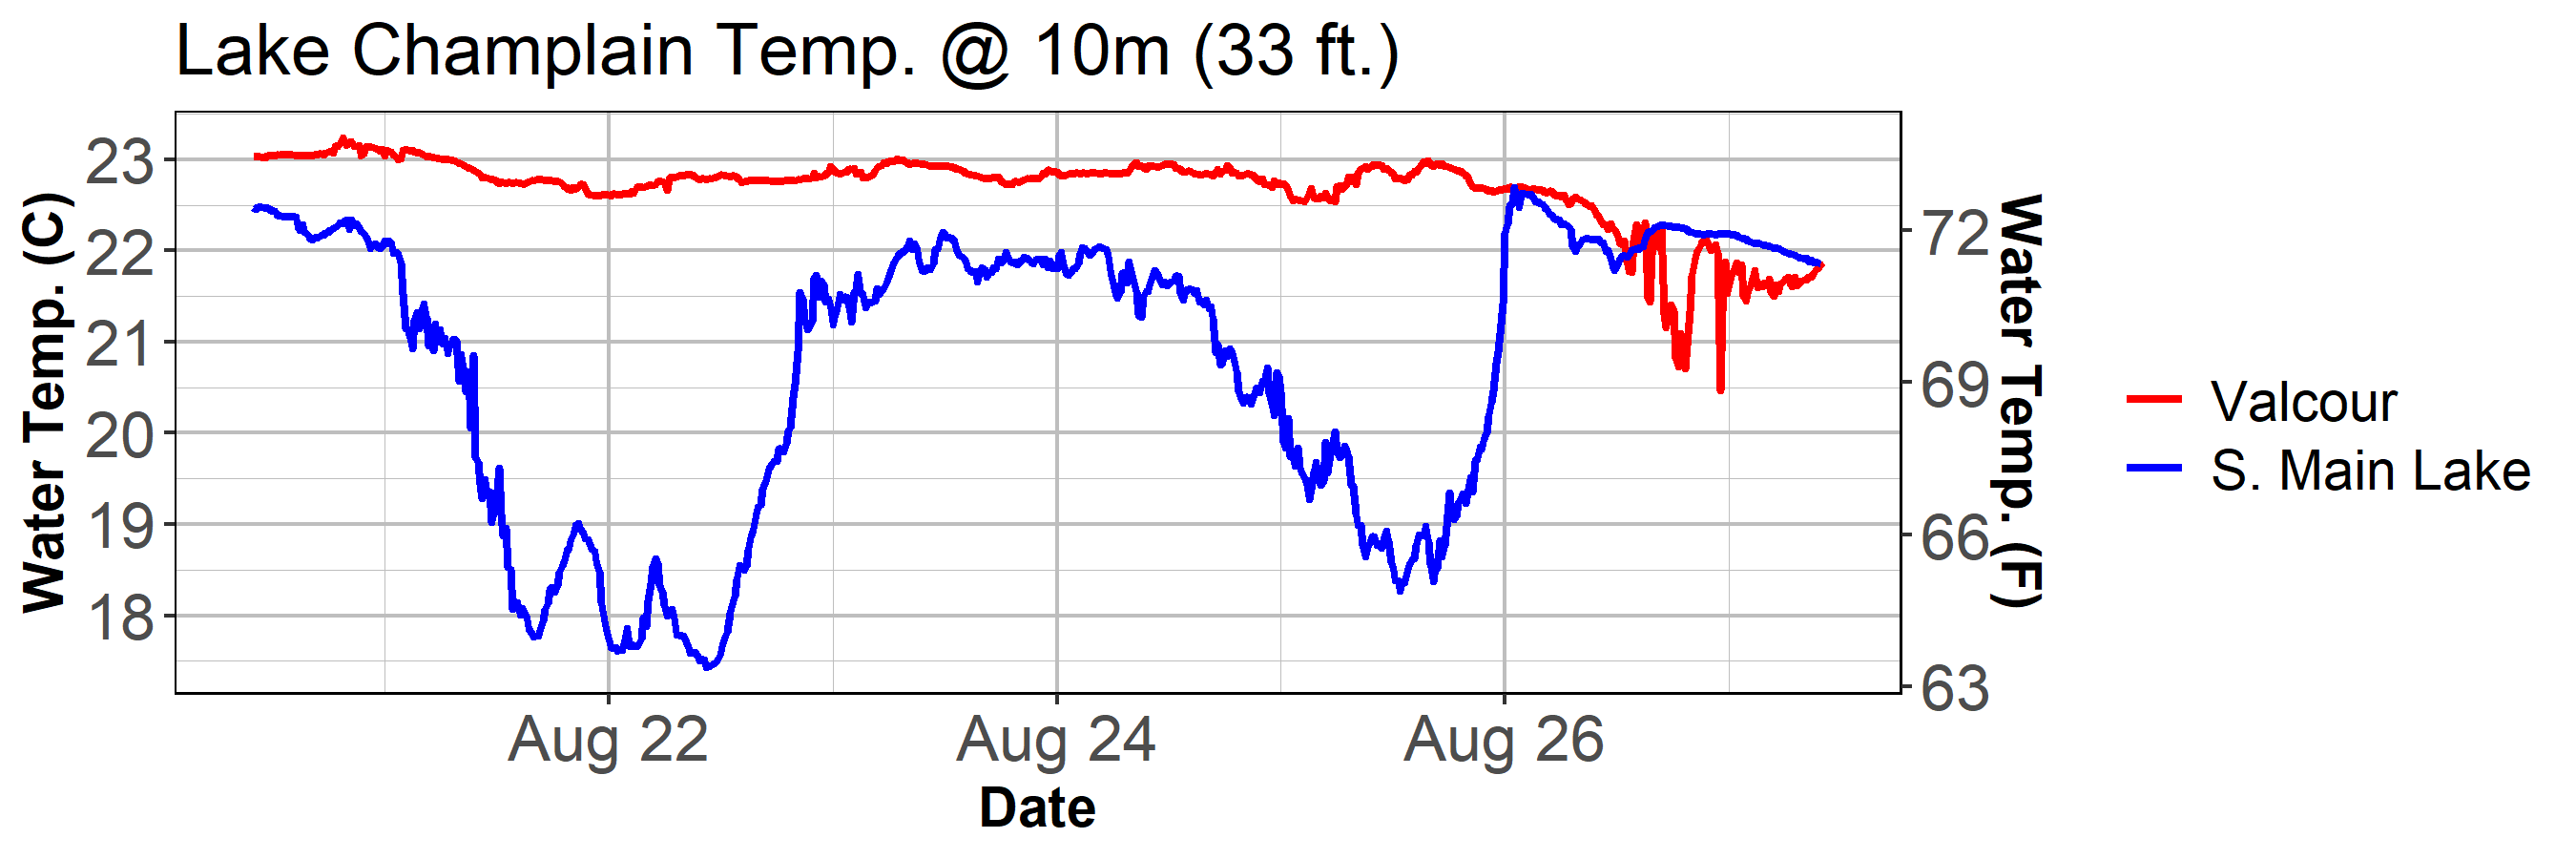 Lake Champlain Temp. @ 10m (33 ft.)
Water Temp. (C)
23
22
21
20
19
18
72
69
66
63
Water Temp. (F)
Aug 22
Aug 24
Aug 26
Date
Valcour
S. Main Lake